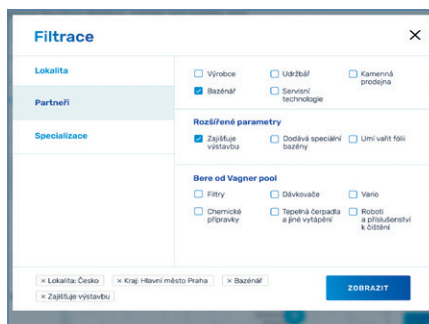 Filtrace
Lokalita
Partneři
Specializace
Výrobce
Údržbář
Kamenná
prodejna
Bazénář
Servisní
technologie
Rozšířené parametry
Zajišťuje
výstavbu
Dodává speciální
bazény
Umí vařit fólii
Bere od Vagner pool
Filtry
Dávkovače
Vario
Chemické
přípravky
Tepelná čerpadla
a jiné vytápění
Roboti
a příslušenství
k čištění
× Lokalita: Česko
× Kraj: Hlavní město Praha
× Bazénář
× Zajišťuje výstavbu
ZOBRAZIT